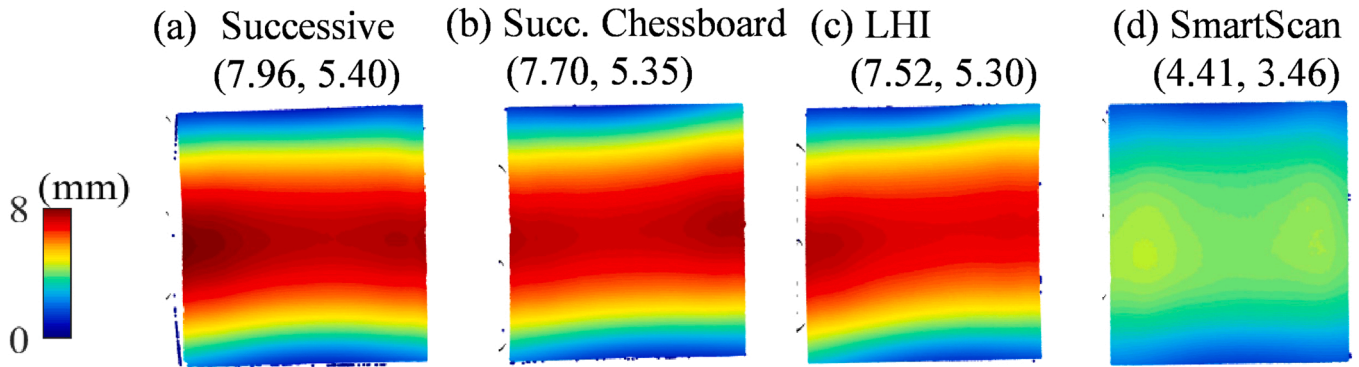 (a) Successive
(7.96, 5.40)
(b) Succ. Chessboard
(7.70, 5.35)
(c) LHI
(7.52, 5.30)
(d) SmartScan
(4.41, 3.46)
(mm)
8
0